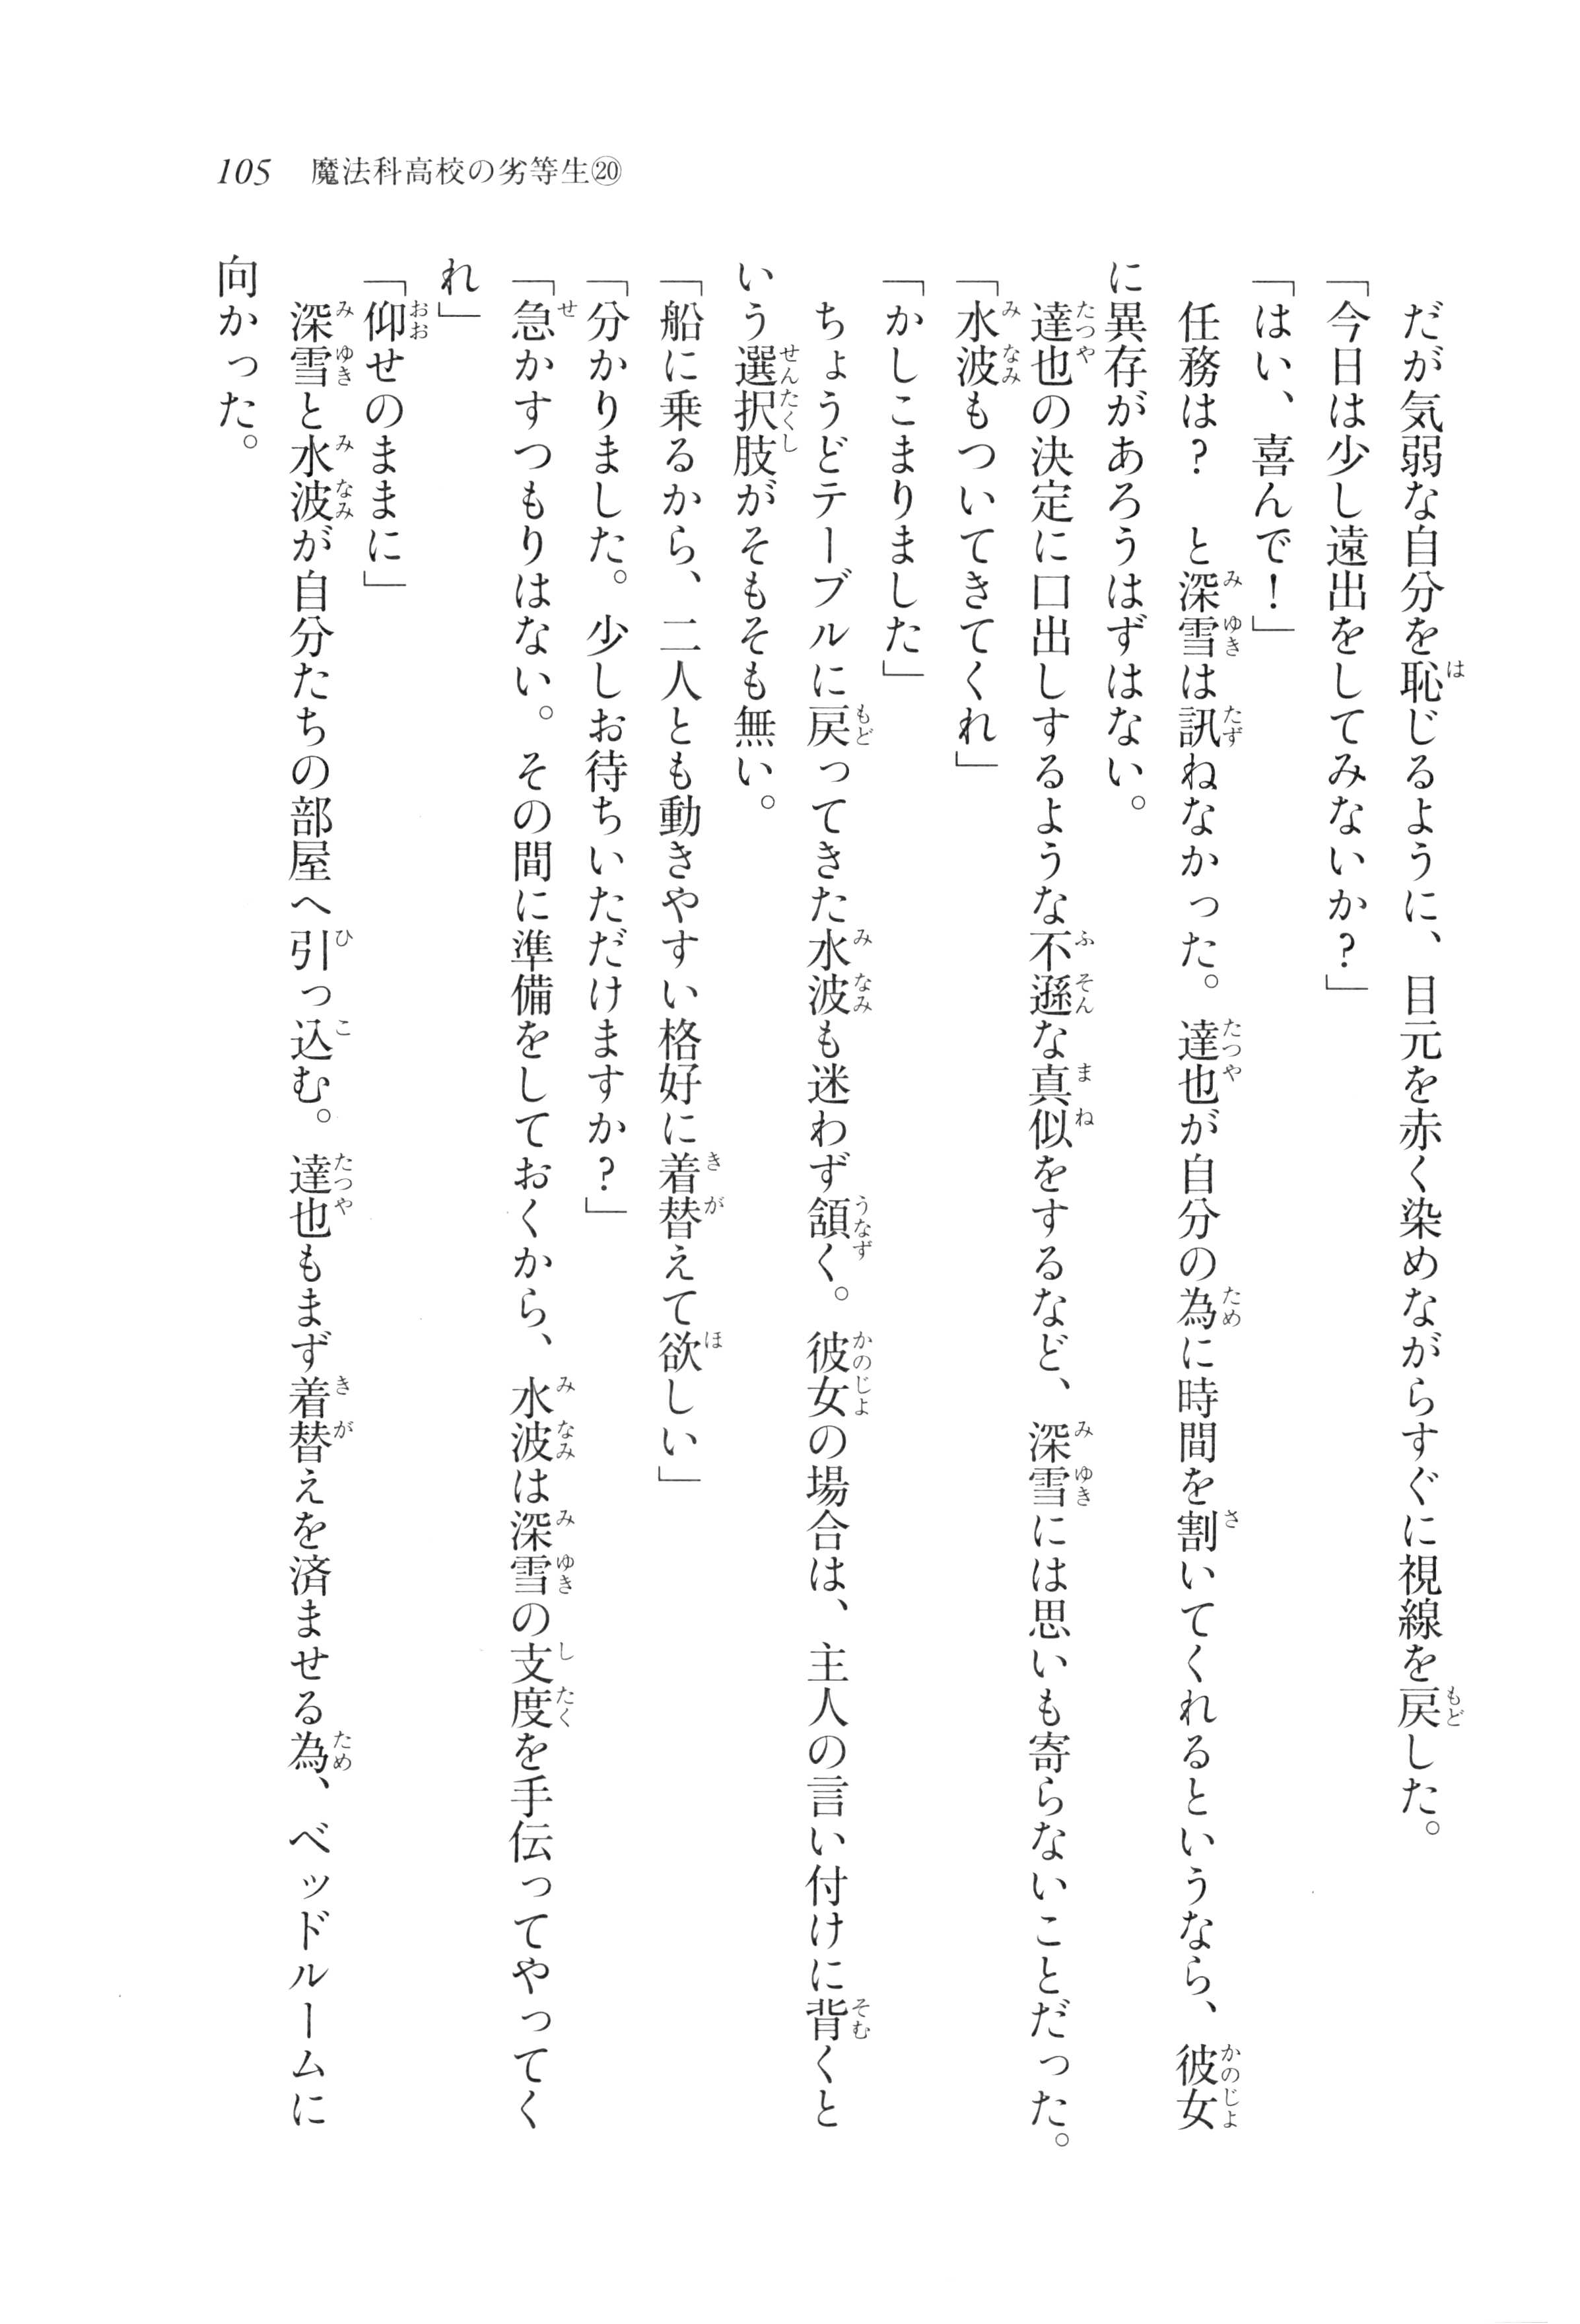 105 魔法科高校の劣等生⑳
　だが気弱な自分を恥じるように、目元を赤く染めながらすぐに視線を戻した。
「今日は少し遠出をしてみないか？」
「はい、喜んで！」
　任務は？　と深雪は訊ねなかった。達也が自分の為に時間を割いてくれるというなら、彼女
に異存があろうはずはない。
　達也の決定に口出しするような不遜な真似をするなど、深雪には思いも寄らないことだった。
「水波もついてきてくれ」
「かしこまりました」
　ちょうどテーブルに戻ってきた水波も迷わず頷く。彼女の場合は、主人の言い付けに背くと
いう選択肢がそもそも無い。
「船に乗るから、二人とも動きやすい格好に着替えて欲しい」
「分かりました。少しお待ちいただけますか？」
「急かすつもりはない。その間に準備をしておくから、水波は深雪の支度を手伝ってやってく
れ」
「仰せのままに」
　深雪と水波が自分たちの部屋へ引っ込む。達也もまず着替えを済ませる為、ベッドルームに
向かった。